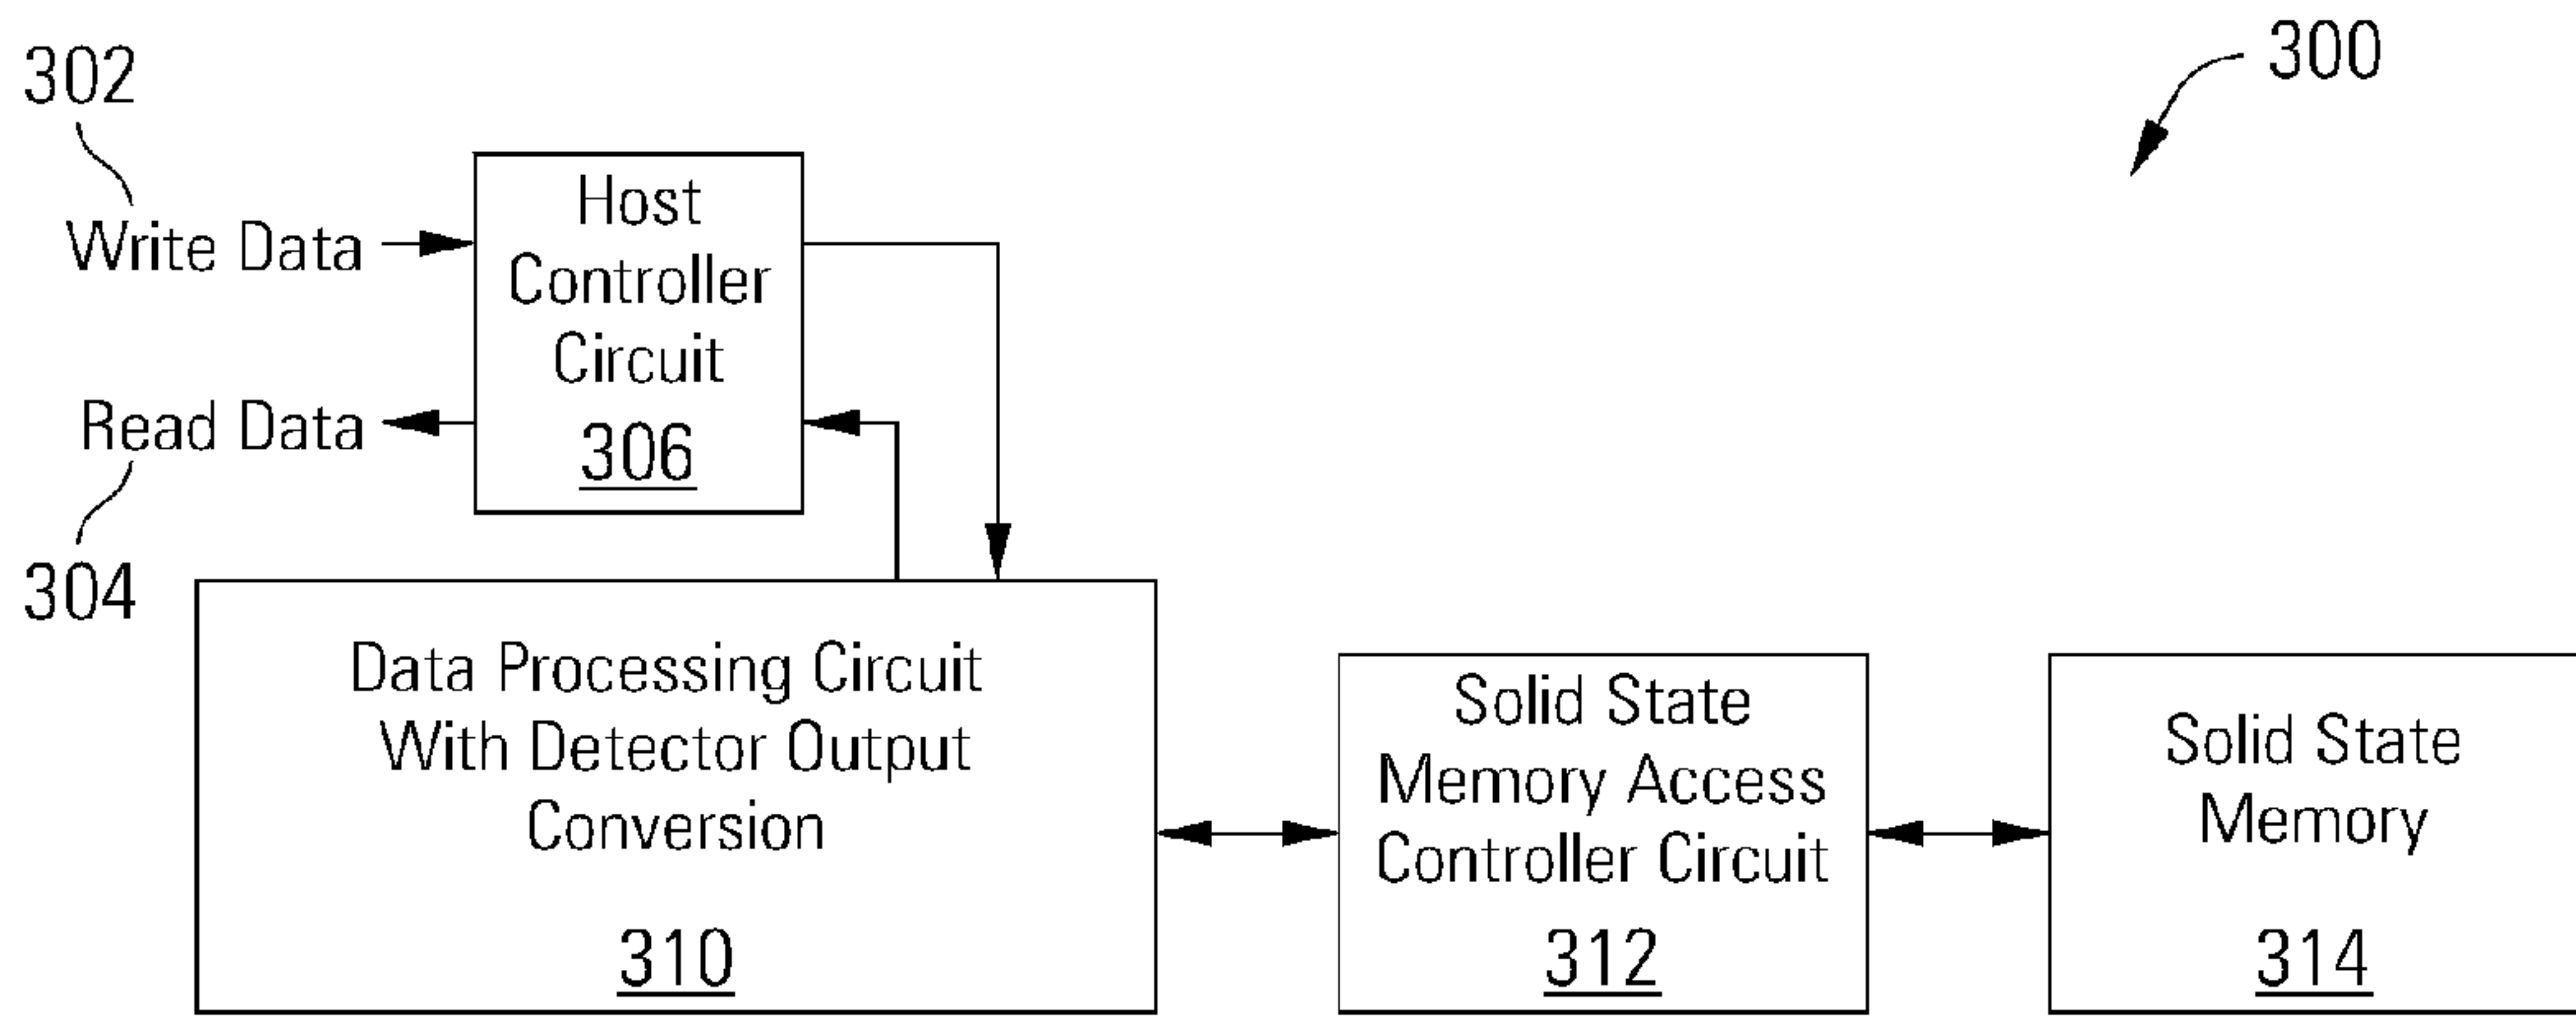 300
302
Write Data
Host
Controller
Circuit
306
Read Data
304
Data Processing Circuit
With Detector Output
Conversion
310
Solid State
Memory Access
Controller Circuit
312
Solid State
Memory
314